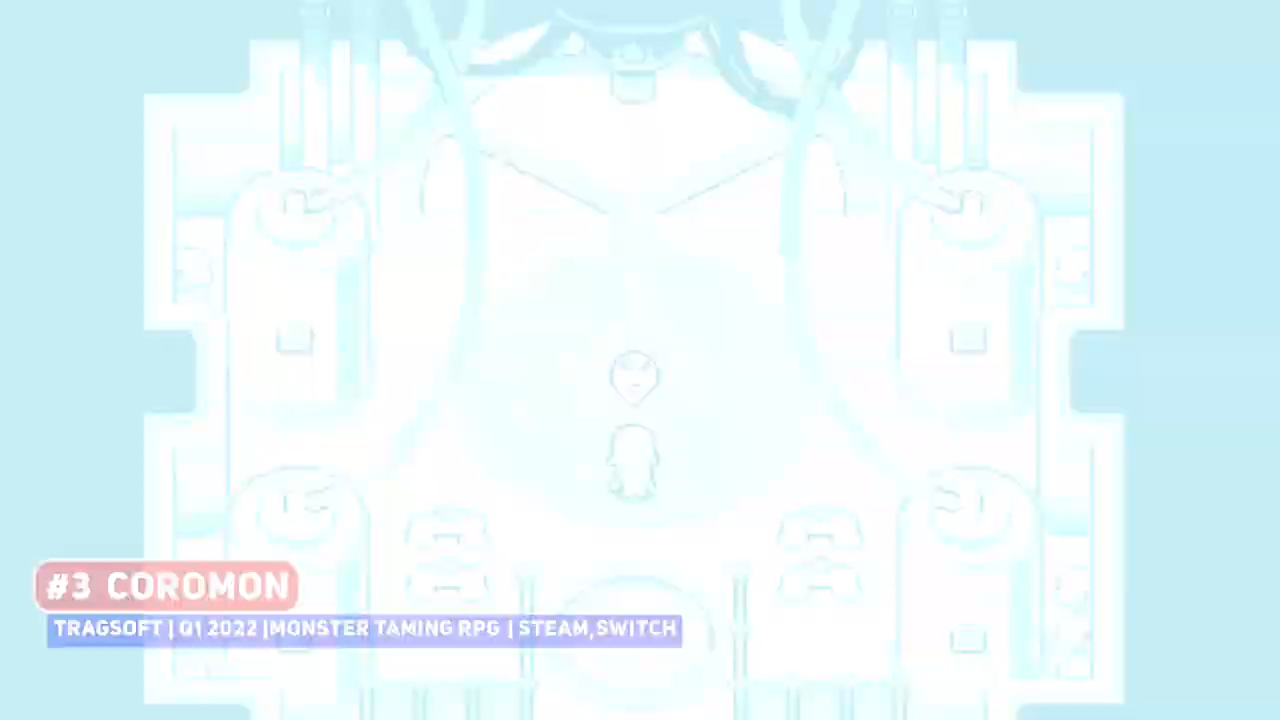 #3 COROMON
TRAGSOFT | Q1 2022 |MONSTER TAMING RPG | STEAM,SWITCH